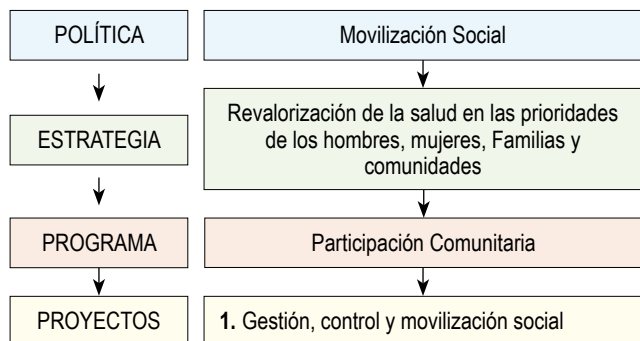 POLÍTICA
Movilización Social
ESTRATEGIA
Revalorización de la salud en las prioridades
de los hombres, mujeres, Familias y
comunidades
PROGRAMA
Participación Comunitaria
PROYECTOS
1. Gestión, control y movilización social